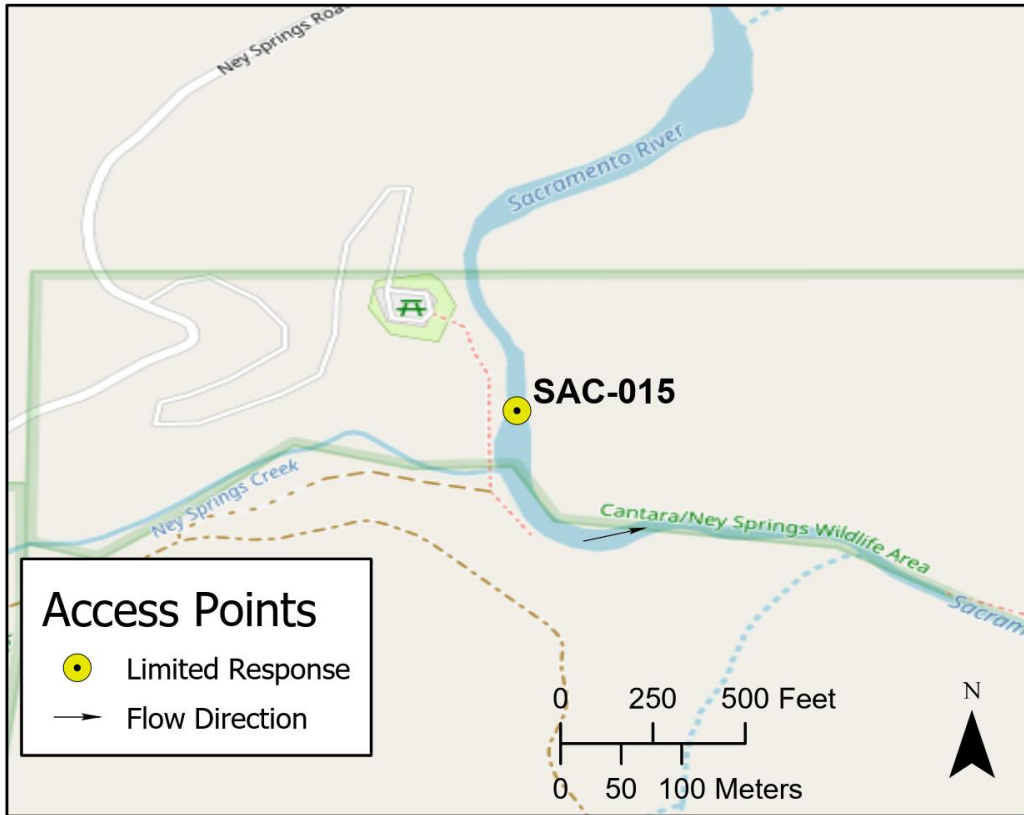 Ney Springs Road
Sacramento River
SAC-015
Ney Springs Creek
Cantara/Ney Springs Wildlife Area
Sacram
Access Points
Limited Response
Flow Direction
0 250 500 Feet
0 50 100 Meters
N